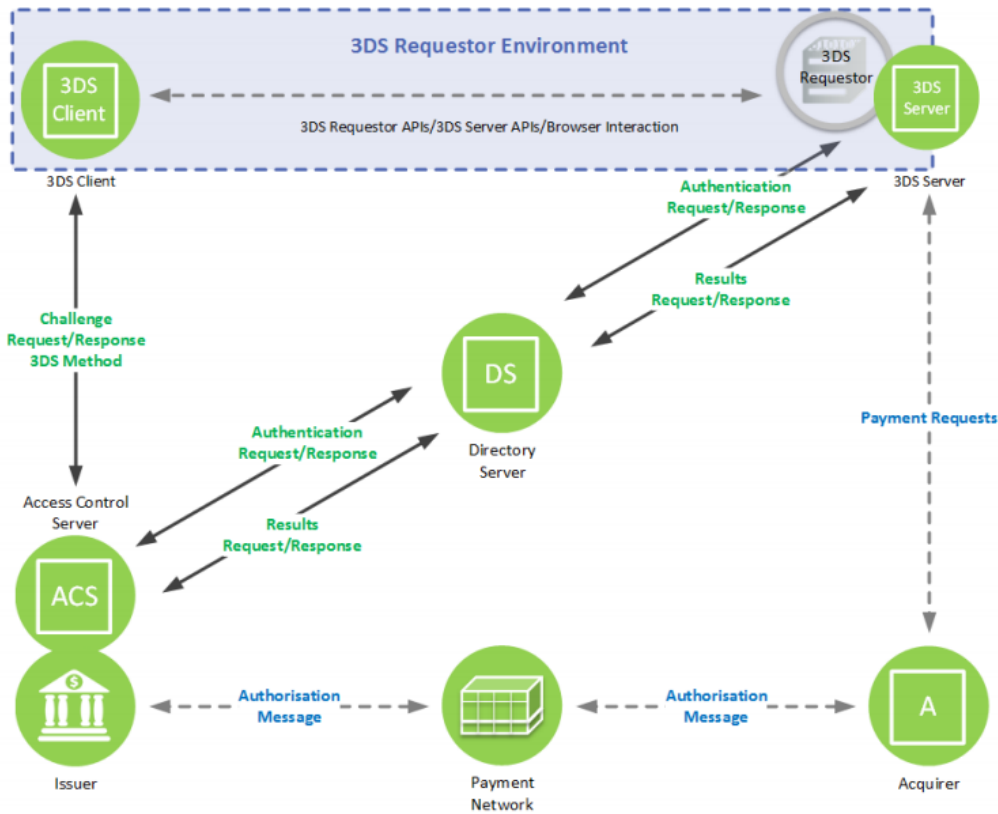 3DS Requestor Environment
3DS
Client
3DS
Requestor
3DS
Server
3DS Requestor APIs/3DS Server APIs/Browser Interaction
3DS Client
3DS Server
Authentication
Request/Response
Results
Request/Response
Challenge
Request/Response
3DS Method
DS
Directory
Server
Payment Requests
Authentication
Request/Response
Access Control
Server
Results
Request/Response
ACS
$
Authorisation
Message
Authorisation
Message
A
Issuer
Payment
Network
Acquirer